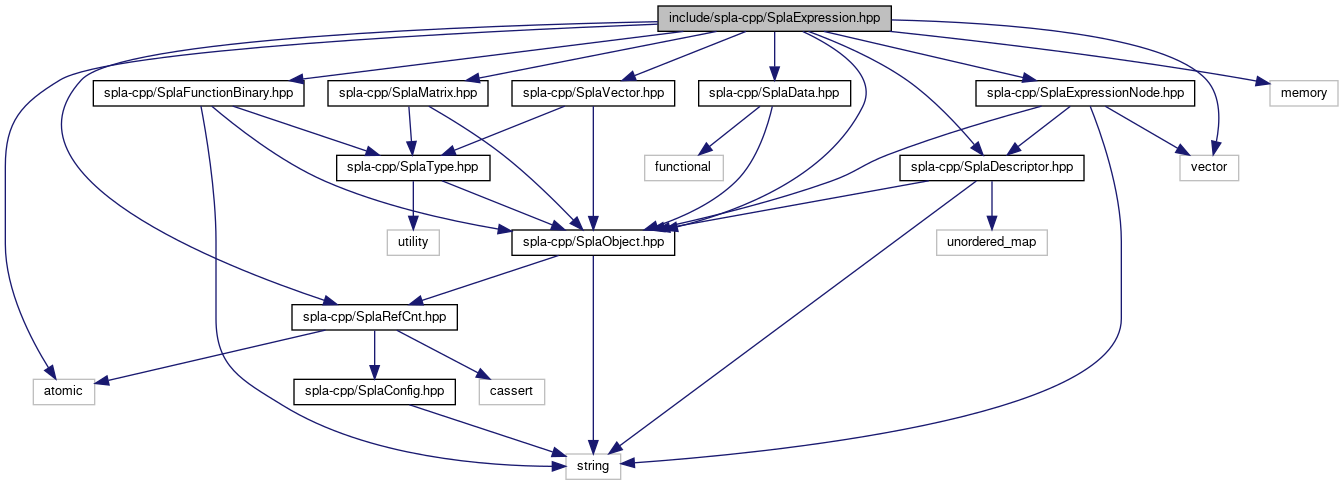 include/spla-cpp/SplaExpression.hpp
spla-cpp/SplaFunctionBinary.hpp
spla-cpp/SplaMatrix.hpp
spla-cpp/SplaVector.hpp
spla-cpp/SplaData.hpp
spla-cpp/SplaExpressionNode.hpp
memory
spla-cpp/SplaType.hpp
functional
spla-cpp/SplaDescriptor.hpp
vector
utility
spla-cpp/SplaObject.hpp
unordered_map
spla-cpp/SplaRefCnt.hpp
atomic
spla-cpp/SplaConfig.hpp
cassert
string